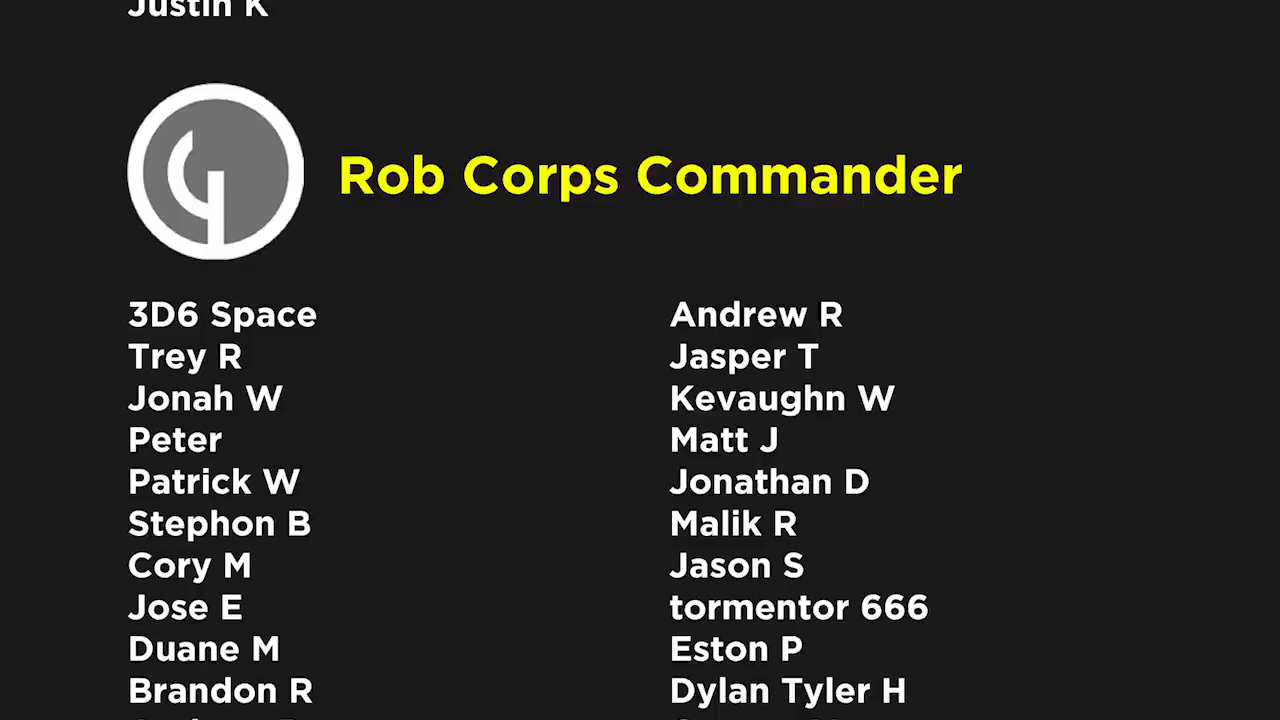 Justin K
Rob Corps Commander
3D6 Space
Trey R
Jonah W
Peter
Patrick W
Stephon B
Cory M
Jose E
Duane M
Brandon R
Andrew R
Jasper T
Kevaughn W
Matt J
Jonathan D
Malik R
Jason S
tormentor 666
Eston P
Dylan Tyler H